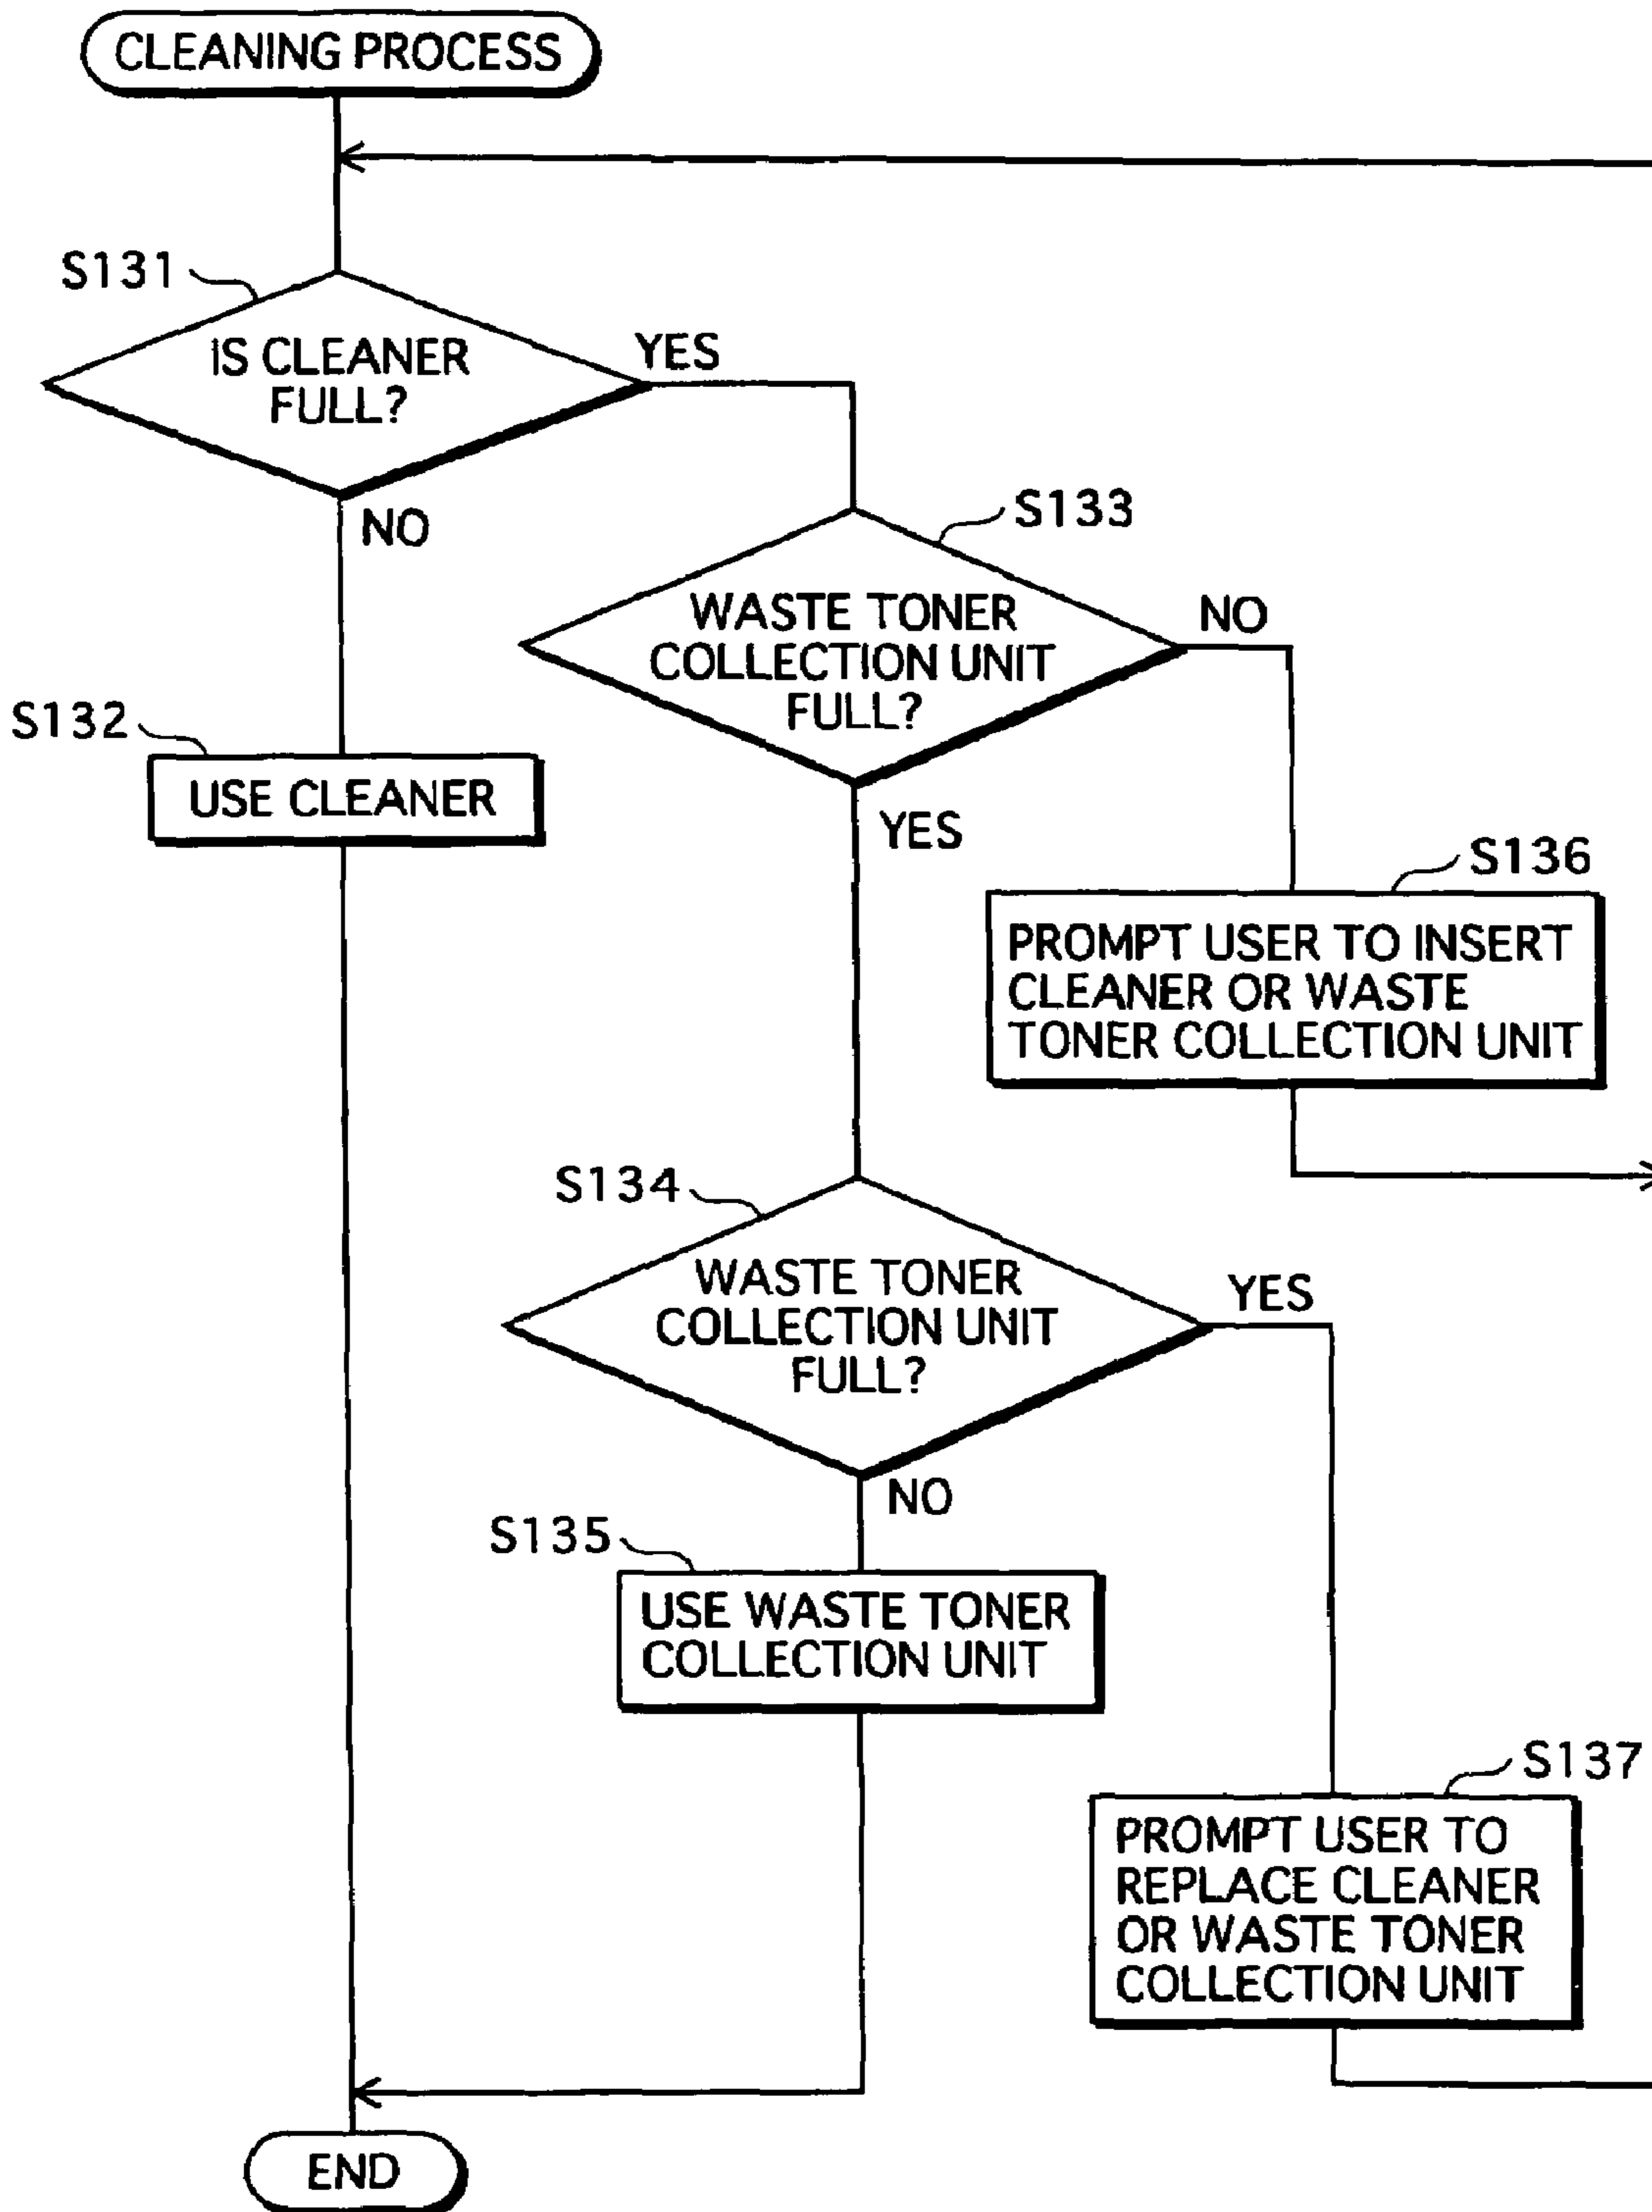 CLEANING PROCESS
S131
IS CLEANER
FULL?
YES
NO
S133
WASTE TONER
COLLECTION UNIT
FULL?
NO
YES
S132
USE CLEANER
S136
PROMPT USER TO INSERT
CLEANER OR WASTE
TONER COLLECTION UNIT
S134
WASTE TONER
COLLECTION UNIT
FULL?
YES
NO
S135
USE WASTE TONER
COLLECTION UNIT
S137
PROMPT USER TO
REPLACE CLEANER
OR WASTE TONER
COLLECTION UNIT
END